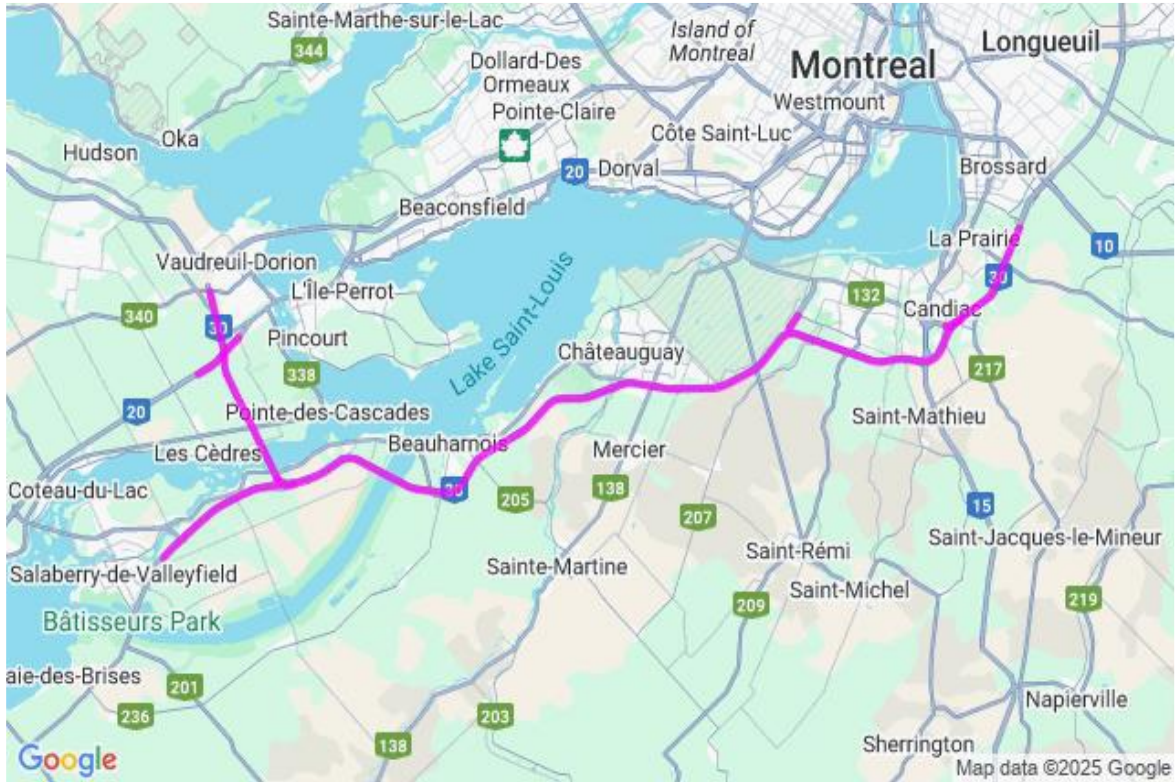 Sainte-Marthe-sur-le-Lac
344
Island of
Montreal
Longueuil
Dollard-Des
Ormeaux
Montreal
Pointe-Claire
Westmount
Oka
Côte Saint-Luc
Hudson
20
Dorval
Brossard
Beaconsfield
La Prairie
10
Vaudreuil-Dorion
30
L'Île-Perrot
132
340
30
Candiac
Pincourt
Lake Saint-Louis
Châteauguay
338
217
20
Pointe-des-Cascades
Saint-Mathieu
Les Cèdres
Beauharnois
Mercier
Coteau-du-Lac
30
205
138
15
207
Saint-Jacques-le-Mineur
Salaberry-de-Valleyfield
Sainte-Martine
Saint-Rémi
Saint-Michel
219
209
Bâtisseurs Park
aie-des-Brises
201
Napierville
236
203
138
Sherrington
Google
Map data ©2025 Google